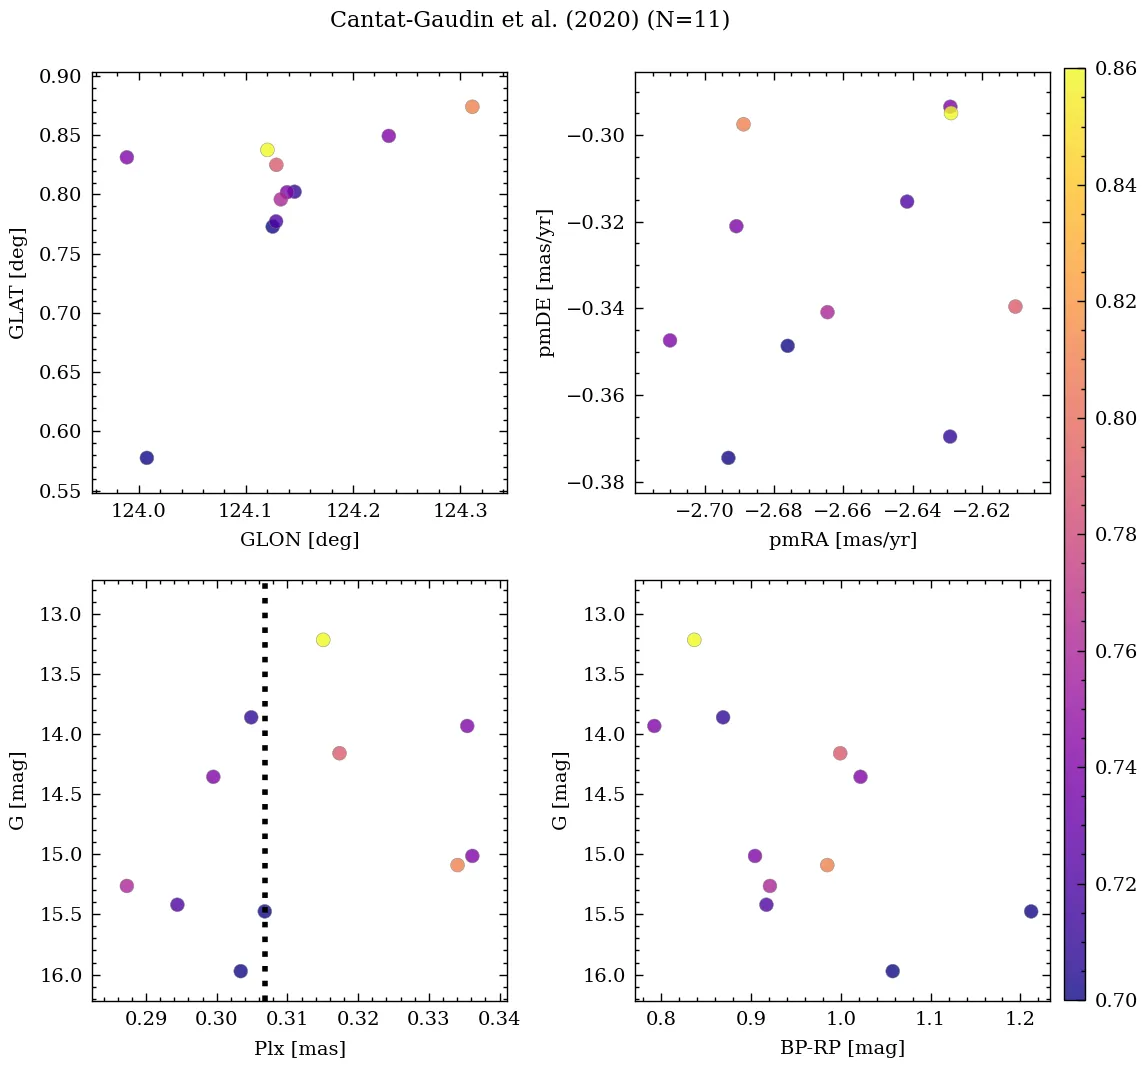 Cantat-Gaudin et al. (2020) (N=11)
0.90
0.85
0.80
0.75
0.70
0.65
0.60
0.55
GLAT [deg]
124.0 124.1 124.2 124.3
GLON [deg]
−0.30
−0.32
−0.34
−0.36
−0.38
pmDE [mas/yr]
−2.70 −2.68 −2.66 −2.64 −2.62
pmRA [mas/yr]
13.0
13.5
14.0
14.5
15.0
15.5
16.0
G [mag]
0.29 0.30 0.31 0.32 0.33 0.34
Plx [mas]
13.0
13.5
14.0
14.5
15.0
15.5
16.0
G [mag]
0.8 0.9 1.0 1.1 1.2
BP-RP [mag]
0.86
0.84
0.82
0.80
0.78
0.76
0.74
0.72
0.70